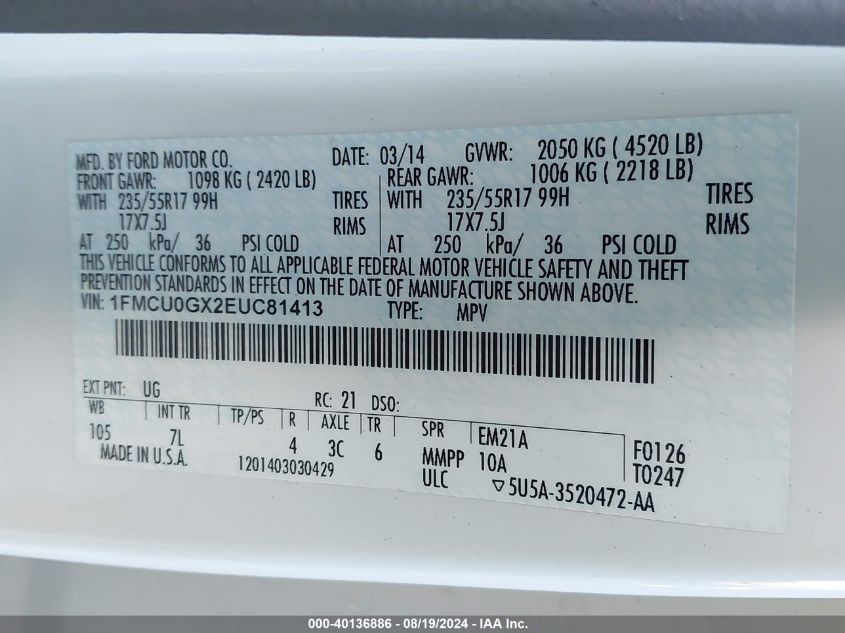 MFD. BY FORD MOTOR CO. DATE: 03/14 GVWR: 2050 KG ( 4520 LB)
FRONT GAWR: 1098 KG ( 2420 LB) REAR GAWR: 1006 KG ( 2218 LB)
WITH 235/55R17 99H TIRES WITH 235/55R17 99H TIRES
17X7.5J RIMS 17X7.5J RIMS
AT 250 kPa/ 36 PSI COLD AT 250 kPa/ 36 PSI COLD
THIS VEHICLE CONFORMS TO ALL APPLICABLE FEDERAL MOTOR VEHICLE SAFETY AND THEFT
PREVENTION STANDARDS IN EFFECT ON THE DATE OF MANUFACTURE SHOWN ABOVE.
VIN: 1FMCU0GX2EUC81413 TYPE: MPV
EXT PNT: UG RC: 21 DSO:
WB INT TR TP/PS R AXLE TR SPR EM21A F0126
105 7L 4 3C 6 MMPP 10A T0247
MADE IN U.S.A. 1201403030429 ULC ▽5U5A-3520472-AA
000-40136886 - 08/19/2024 - IAA Inc.